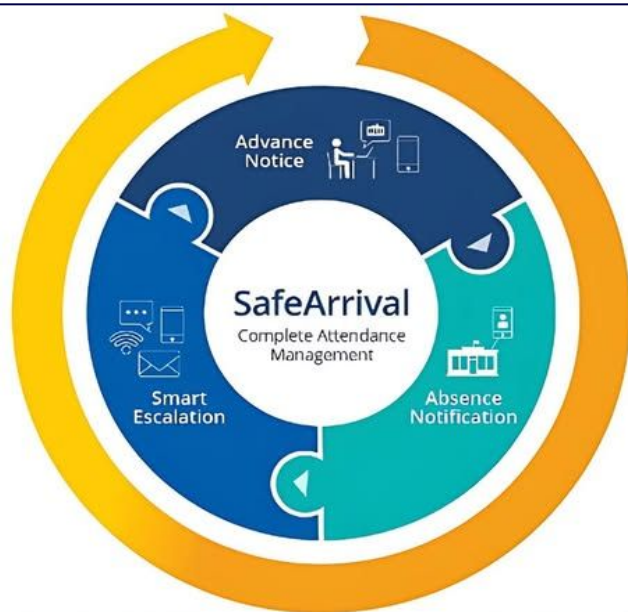 Advance
Notice
SafeArrival
Complete Attendance
Management
Smart
Escalation
Absence
Notification